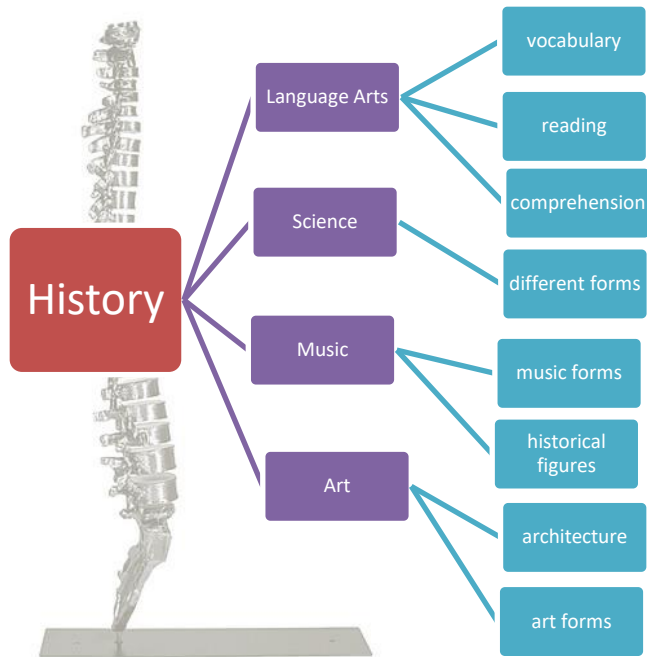 History
Language Arts
Science
Music
Art
vocabulary
reading
comprehension
different forms
music forms
historical
figures
architecture
art forms